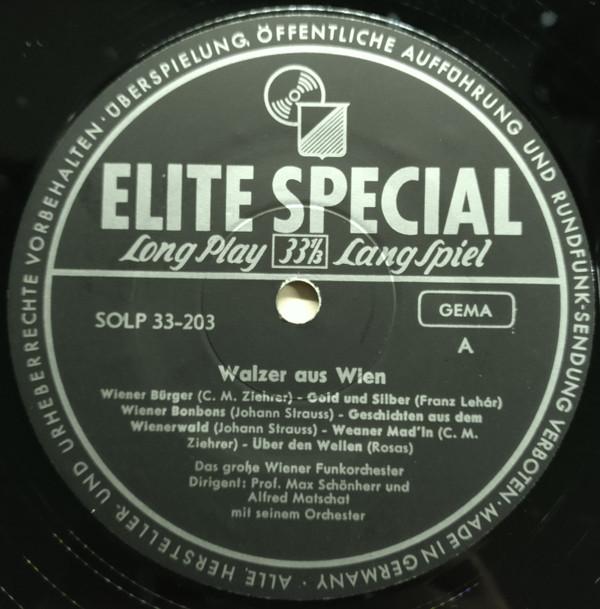 ALLE HERSTELLER- UND URHEBERRECHTE VORBEHALTEN · ÜBERSPIELUNG, ÖFFENTLICHE AUFFÜHRUNG UND RUNDFUNK-SENDUNG VERBOTEN · MADE IN GERMANY ·
ELITE SPECIAL
Long Play 33⅓ Lang Spiel
SOLP 33-203
GEMA
A
Walzer aus Wien
Wiener Bürger (C. M. Ziehrer) - Gold und Silber (Franz Lehár)
Wiener Bonbons (Johann Strauss) - Geschichten aus dem
Wienerwald (Johann Strauss) - Weaner Mad'ln (C. M.
Ziehrer) - Über den Wellen (Rosas)
Das große Wiener Funkorchester
Dirigent: Prof. Max Schönherr und
Alfred Matschat
mit seinem Orchester